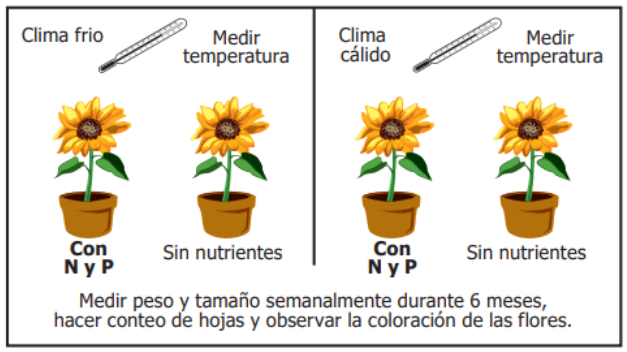 Clima frio
Medir
temperatura
Con
N y P
Sin nutrientes
Clima
cálido
Medir
temperatura
Con
N y P
Sin nutrientes
Medir peso y tamaño semanalmente durante 6 meses,
hacer conteo de hojas y observar la coloración de las flores.